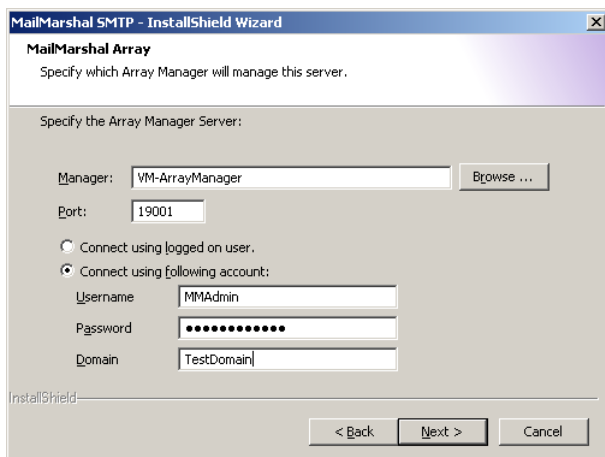 MailMarshal SMTP - InstallShield Wizard
MailMarshal Array
Specify which Array Manager will manage this server.
Specify the Array Manager Server:
Manager: VM-ArrayManager Browse ...
Port: 19001
Connect using logged on user.
Connect using following account:
Username MMAdmin
Password ●●●●●●●●●●●●
Domain TestDomain
InstallShield
< Back Next > Cancel